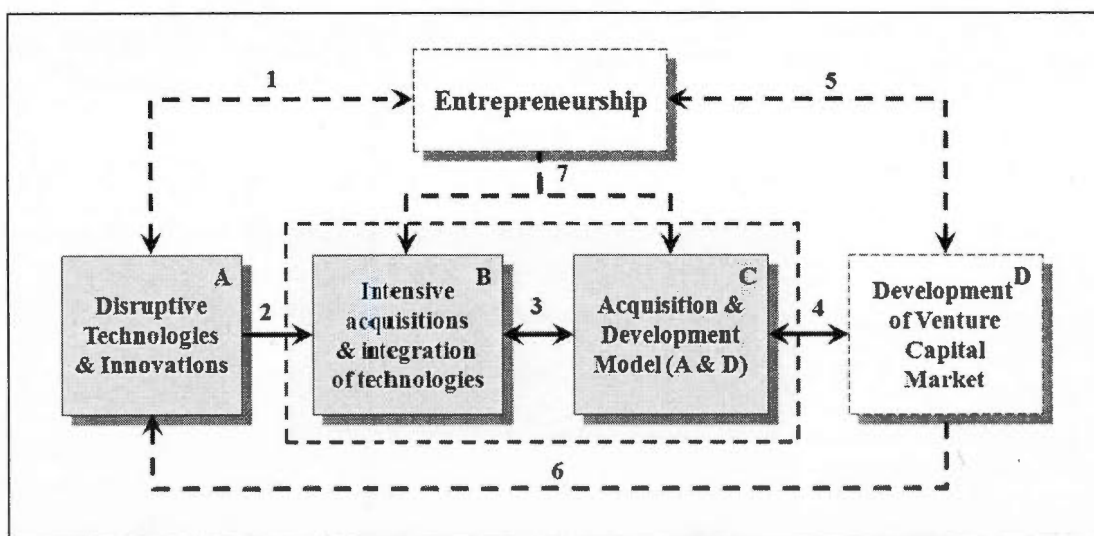 1
5
Entrepreneurship
7
A
Disruptive
Technologies
& Innovations
2
B
Intensive
acquisitions
& integration
of technologies
3
C
Acquisition &
Development
Model (A & D)
4
D
Development
of Venture
Capital
Market
6